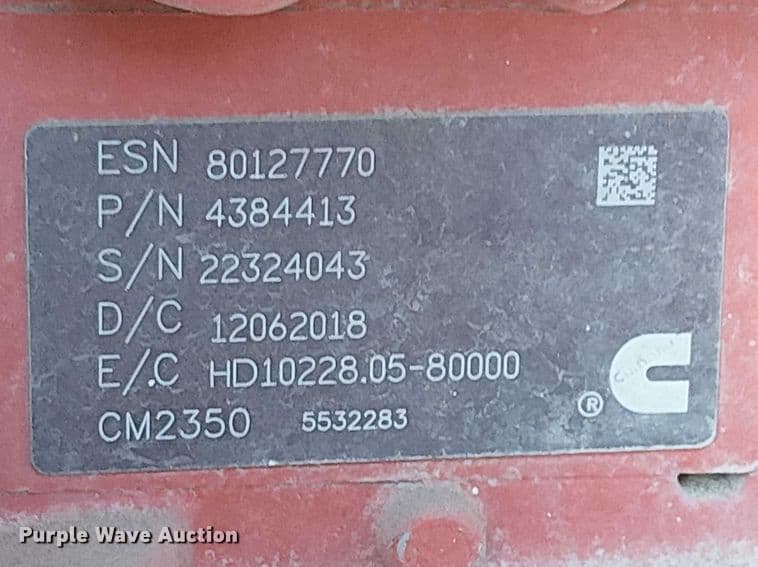 ESN 80127770
P/N 4384413
S/N 22324043
D/C 12062018
E/.C HD10228.05-80000
CM2350 5532283
®
Purple Wave Auction